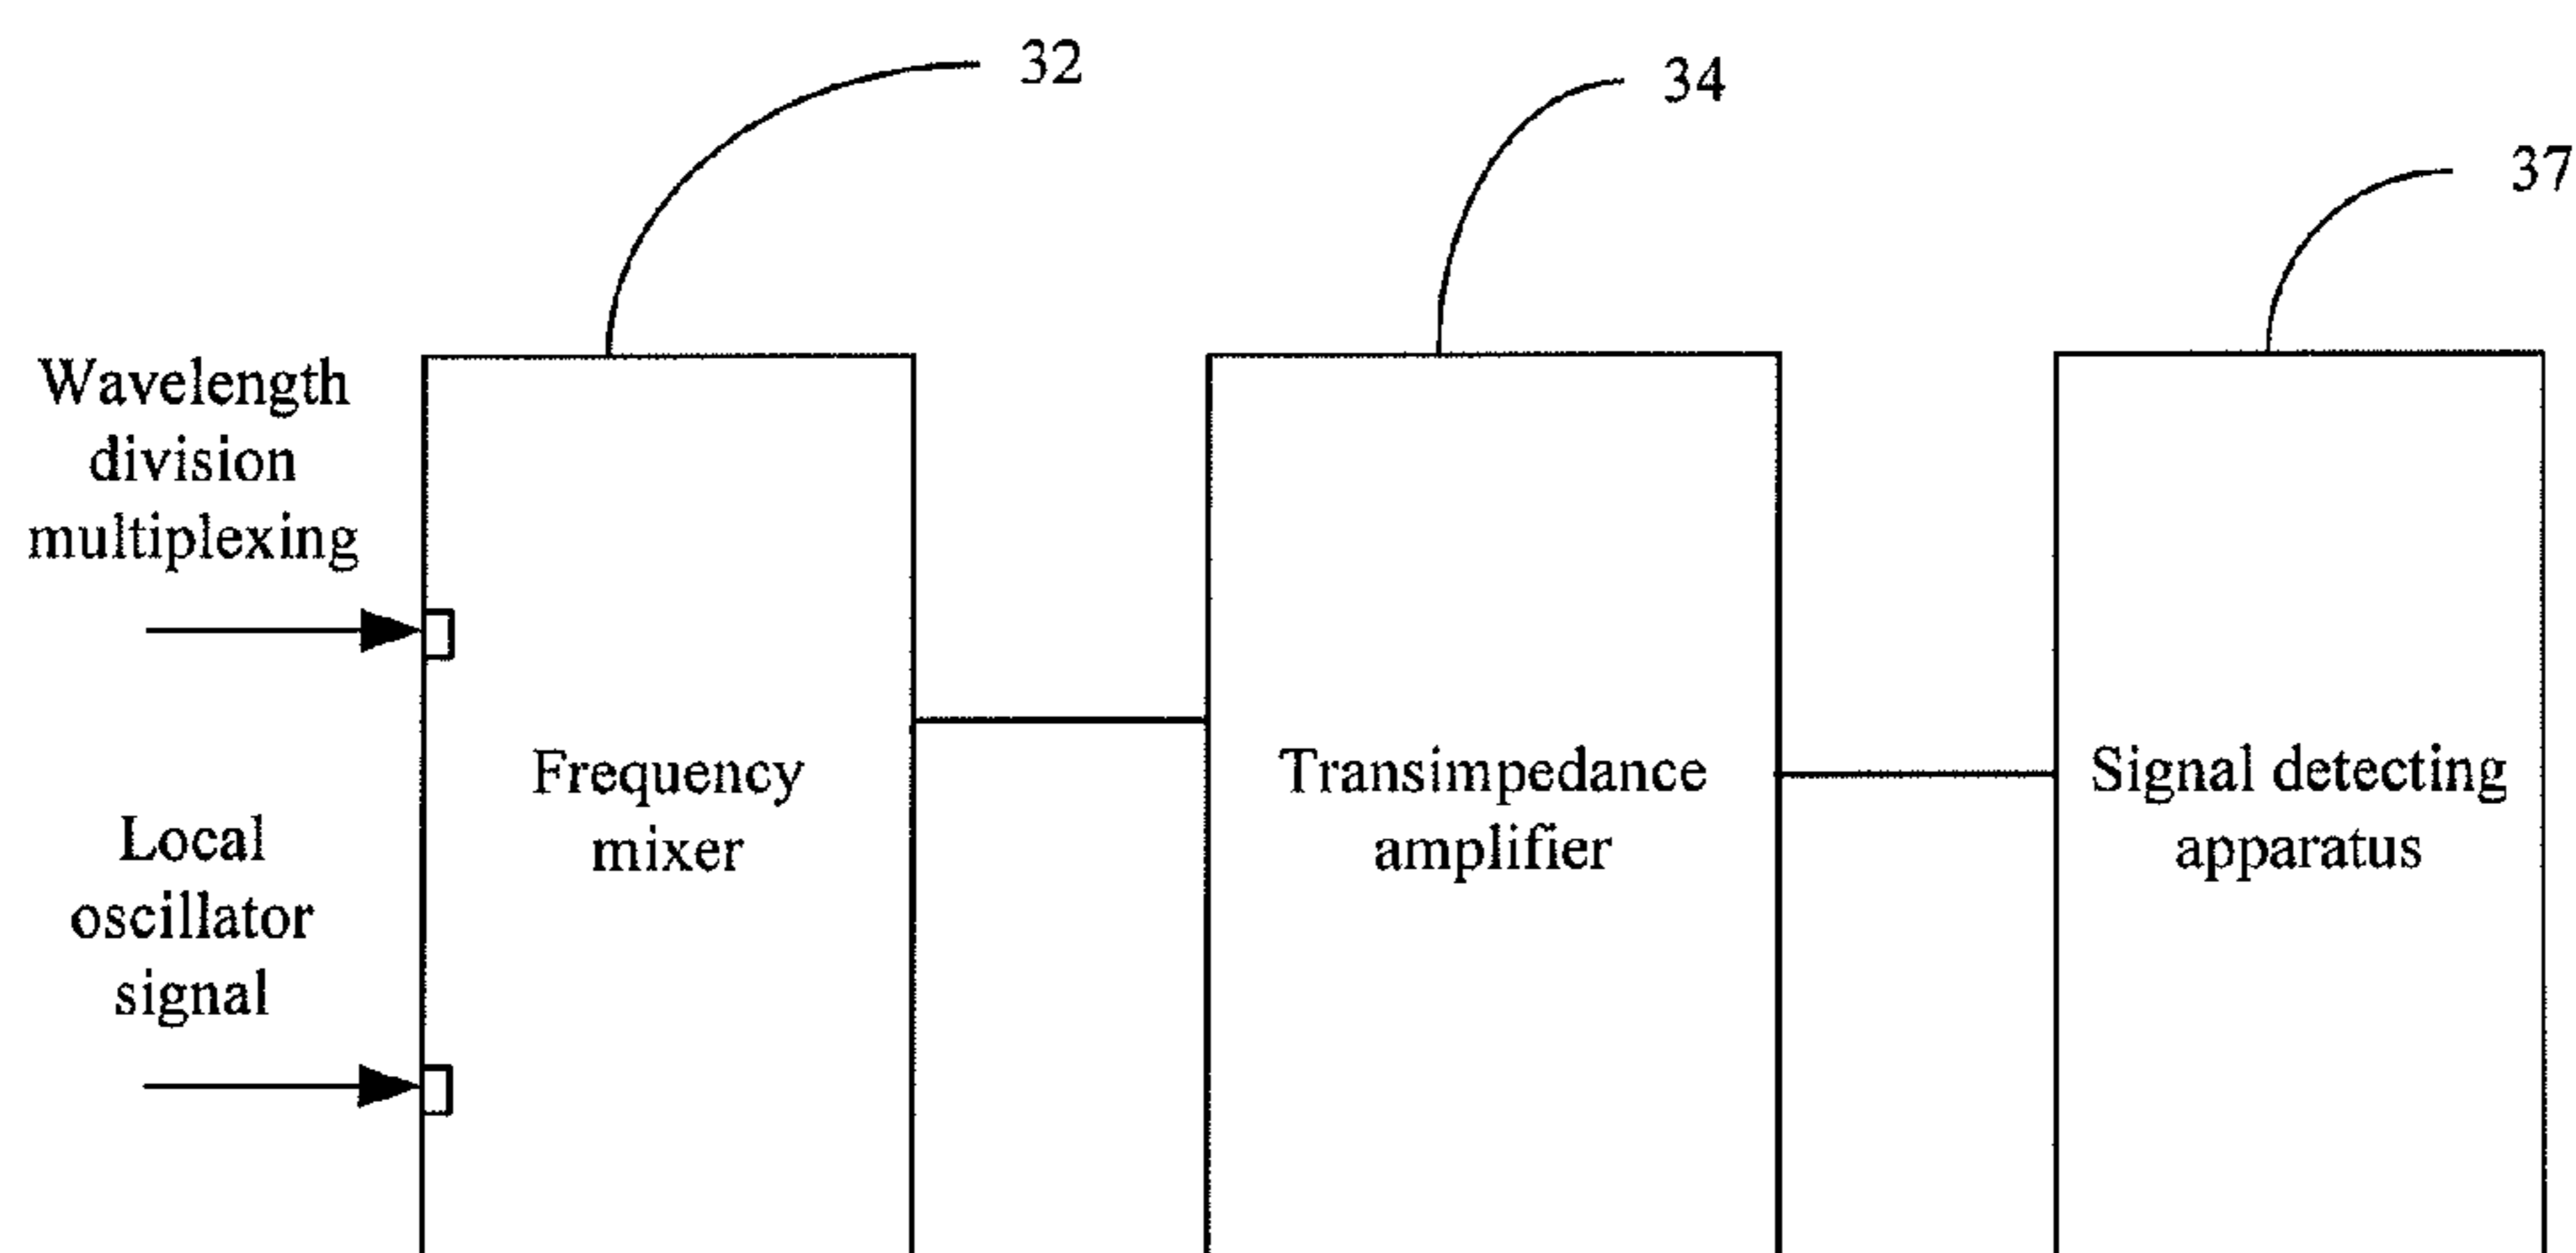 32
34
37
Wavelength
division
multiplexing
Local
oscillator
signal
Frequency
mixer
Transimpedance
amplifier
Signal detecting
apparatus